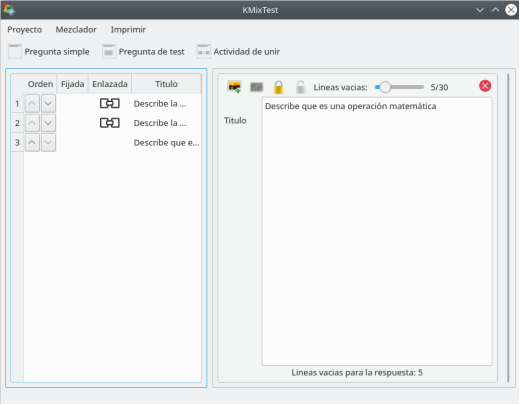 KMixTest
Proyecto Mezclador Imprimir
Pregunta simple Pregunta de test Actividad de unir
Orden Fijada Enlazada Titulo
1 Describe la ...
2 Describe la ...
3 Describe que e...
Lineas vacias: 5/30
Titulo
Describe que es una operación matemática
Lineas vacias para la respuesta: 5